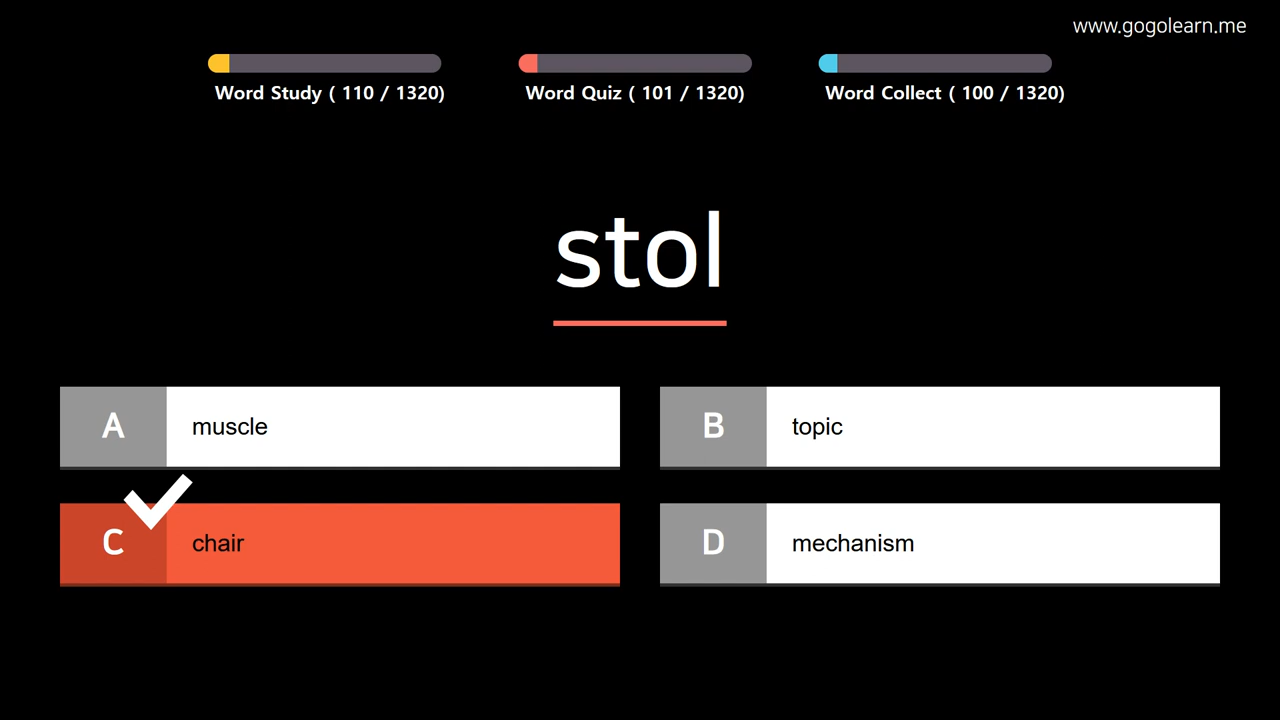 www.gogolearn.me
Word Study ( 110 / 1320)
Word Quiz ( 101 / 1320)
Word Collect ( 100 / 1320)
stol
A muscle
B topic
C chair
D mechanism